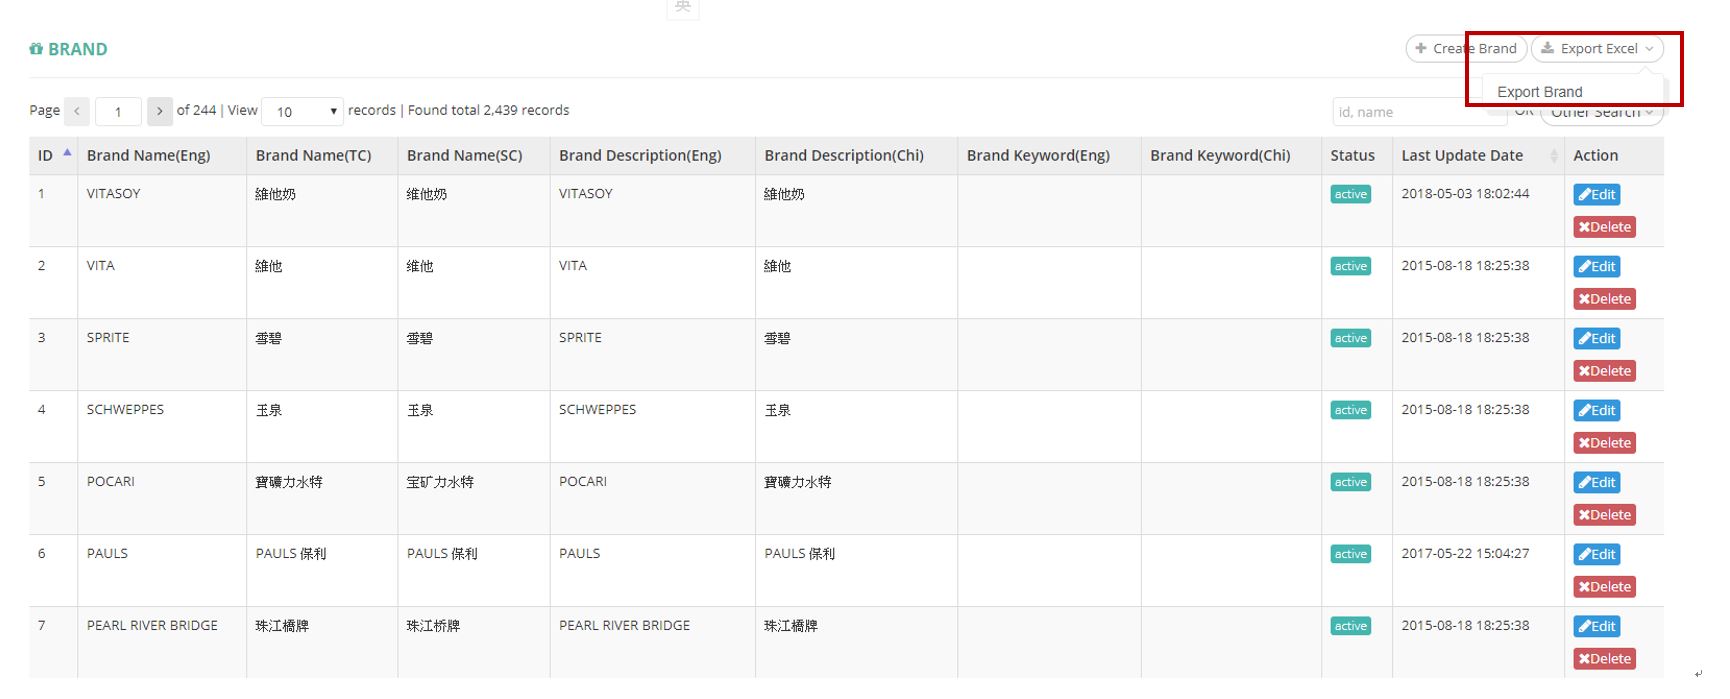 英
BRAND
Create Brand Export Excel
Export Brand
Page 1 of 244 | View 10 records | Found total 2,439 records
id, name OR Other Search
ID Brand Name(Eng) Brand Name(TC) Brand Name(SC) Brand Description(Eng) Brand Description(Chi) Brand Keyword(Eng) Brand Keyword(Chi) Status Last Update Date Action
1 VITASOY 維他奶 维他奶 VITASOY 維他奶 active 2018-05-03 18:02:44 Edit
Delete
2 VITA 維他 维他 VITA 維他 active 2015-08-18 18:25:38 Edit
Delete
3 SPRITE 雪碧 雪碧 SPRITE 雪碧 active 2015-08-18 18:25:38 Edit
Delete
4 SCHWEPPES 玉泉 玉泉 SCHWEPPES 玉泉 active 2015-08-18 18:25:38 Edit
Delete
5 POCARI 寶礦力水特 宝矿力水特 POCARI 寶礦力水特 active 2015-08-18 18:25:38 Edit
Delete
6 PAULS PAULS 保利 PAULS 保利 PAULS PAULS 保利 active 2017-05-22 15:04:27 Edit
Delete
7 PEARL RIVER BRIDGE 珠江橋牌 珠江桥牌 PEARL RIVER BRIDGE 珠江橋牌 active 2015-08-18 18:25:38 Edit
Delete